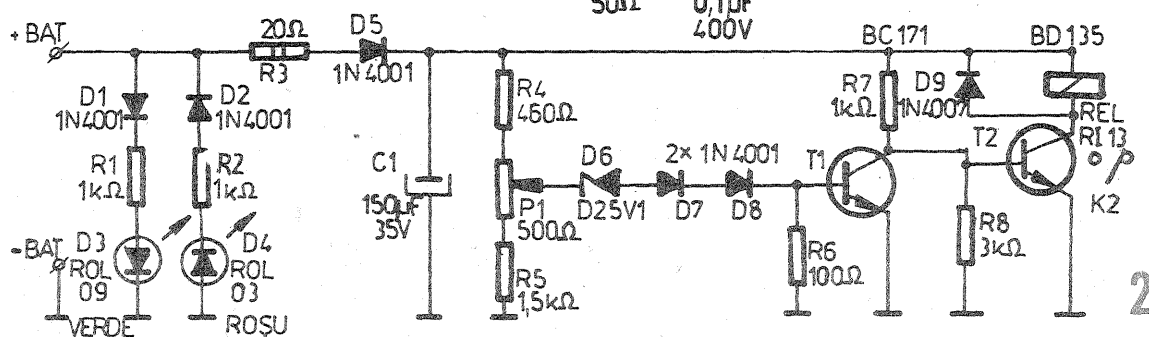 50Ω 0,1µF
400V
+BAT
20Ω
R3
D5
1N4001
BC171
BD135
D1
1N4001
D2
1N4001
R1
1kΩ
R2
1kΩ
C1
150µF
35V
R4
460Ω
P1
500Ω
R5
1,5kΩ
D6
D25V1
2× 1N4001
D7
D8
R6
100Ω
T1
R7
1kΩ
D9
1N4007
T2
R8
3kΩ
REL
RI 13
K2
-BAT
D3
ROL
09
D4
ROL
03
VERDE
ROŞU
2